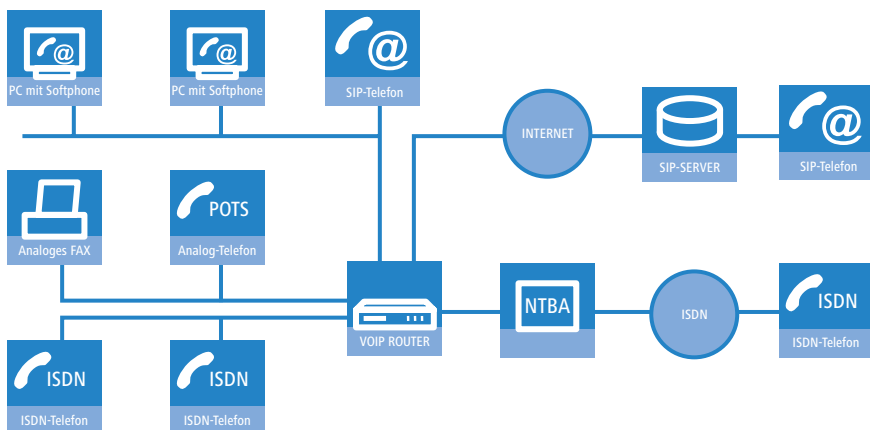 @
PC mit Softphone
@
PC mit Softphone
@
SIP-Telefon
INTERNET
SIP-SERVER
@
SIP-Telefon
Analoges FAX
POTS
Analog-Telefon
VOIP ROUTER
NTBA
ISDN
ISDN
ISDN-Telefon
ISDN
ISDN-Telefon
ISDN
ISDN-Telefon